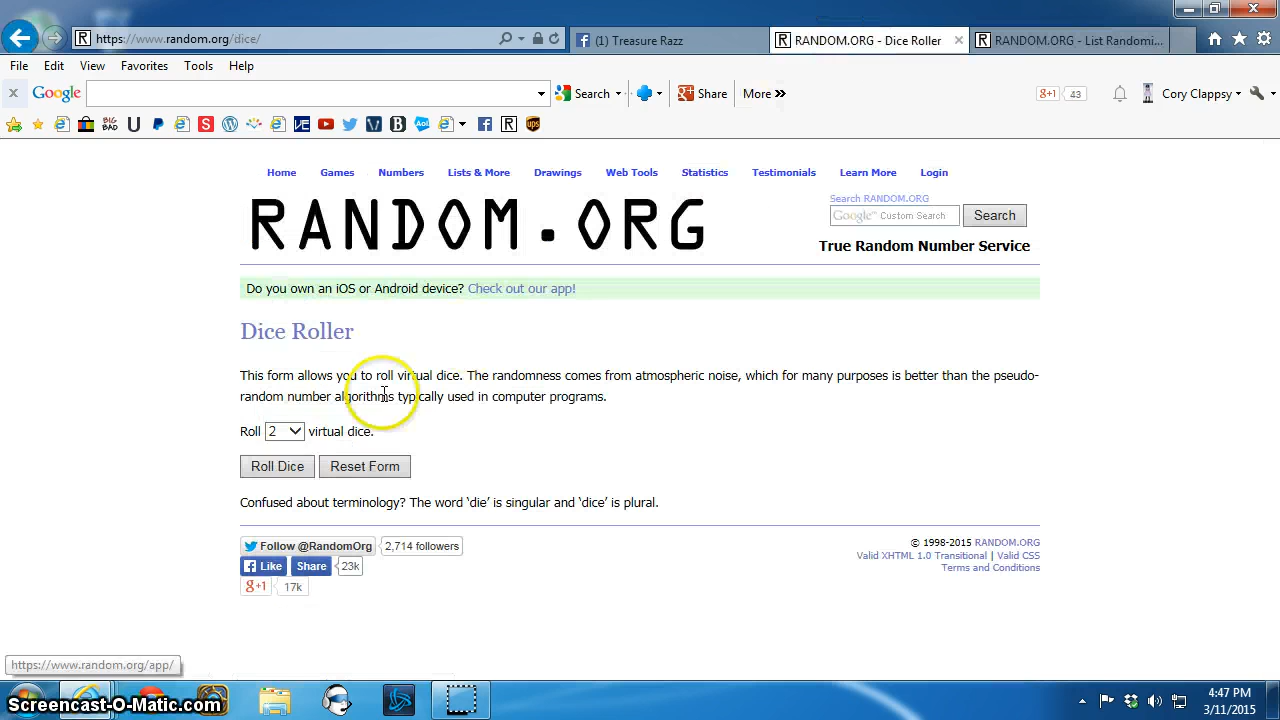 https://www.random.org/dice/
(1) Treasure Razz
RANDOM.ORG - Dice Roller
RANDOM.ORG - List Randomi...
File Edit View Favorites Tools Help
Google
Search
Share
More »
g+1 43
Cory Clappsy
BIG BAD
Home Games Numbers Lists & More Drawings Web Tools Statistics Testimonials Learn More Login
RANDOM.ORG
Search RANDOM.ORG
Google™ Custom Search
Search
True Random Number Service
Do you own an iOS or Android device? Check out our app!
Dice Roller
This form allows you to roll virtual dice. The randomness comes from atmospheric noise, which for many purposes is better than the pseudo-
random number algorithms typically used in computer programs.
Roll 2 virtual dice.
Roll Dice Reset Form
Confused about terminology? The word ‘die’ is singular and ‘dice’ is plural.
Follow @RandomOrg 2,714 followers
Like Share 23k
g+1 17k
© 1998-2015 RANDOM.ORG
Valid XHTML 1.0 Transitional | Valid CSS
Terms and Conditions
https://www.random.org/app/
Screencast-O-Matic.com
4:47 PM
3/11/2015